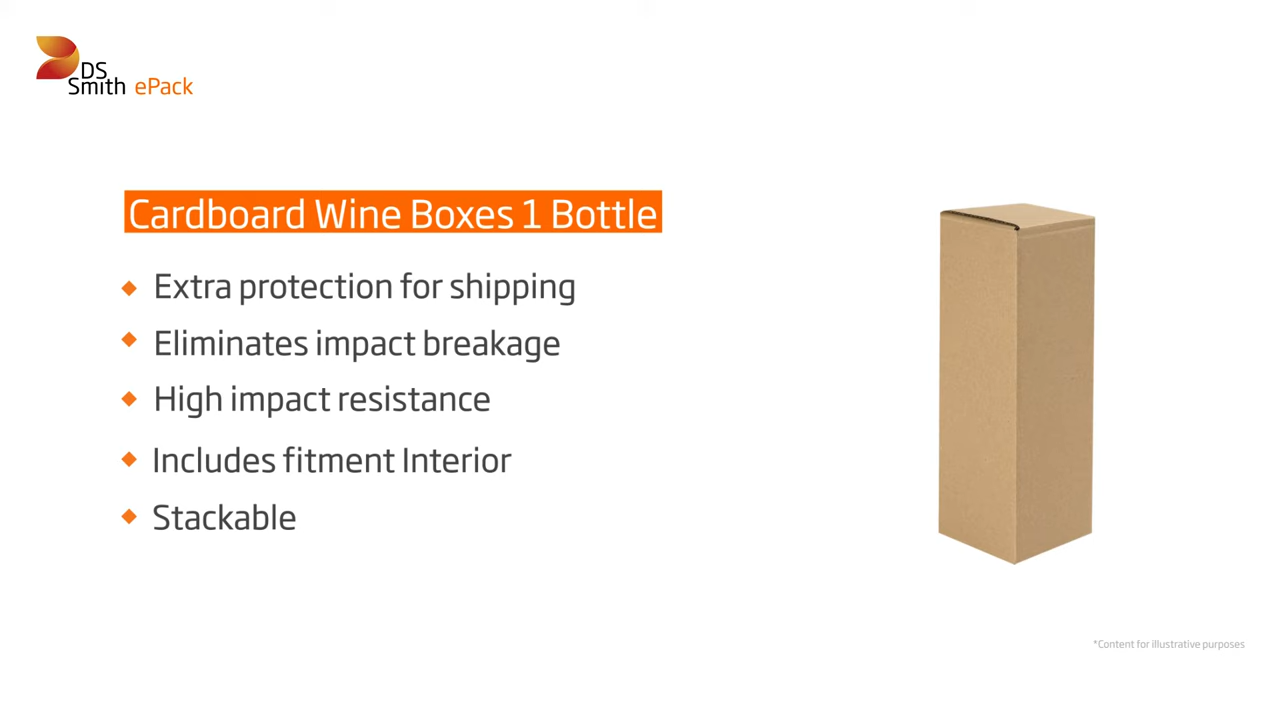 DS
Smith ePack
Cardboard Wine Boxes 1 Bottle
Extra protection for shipping
Eliminates impact breakage
High impact resistance
Includes fitment Interior
Stackable
*Content for illustrative purposes